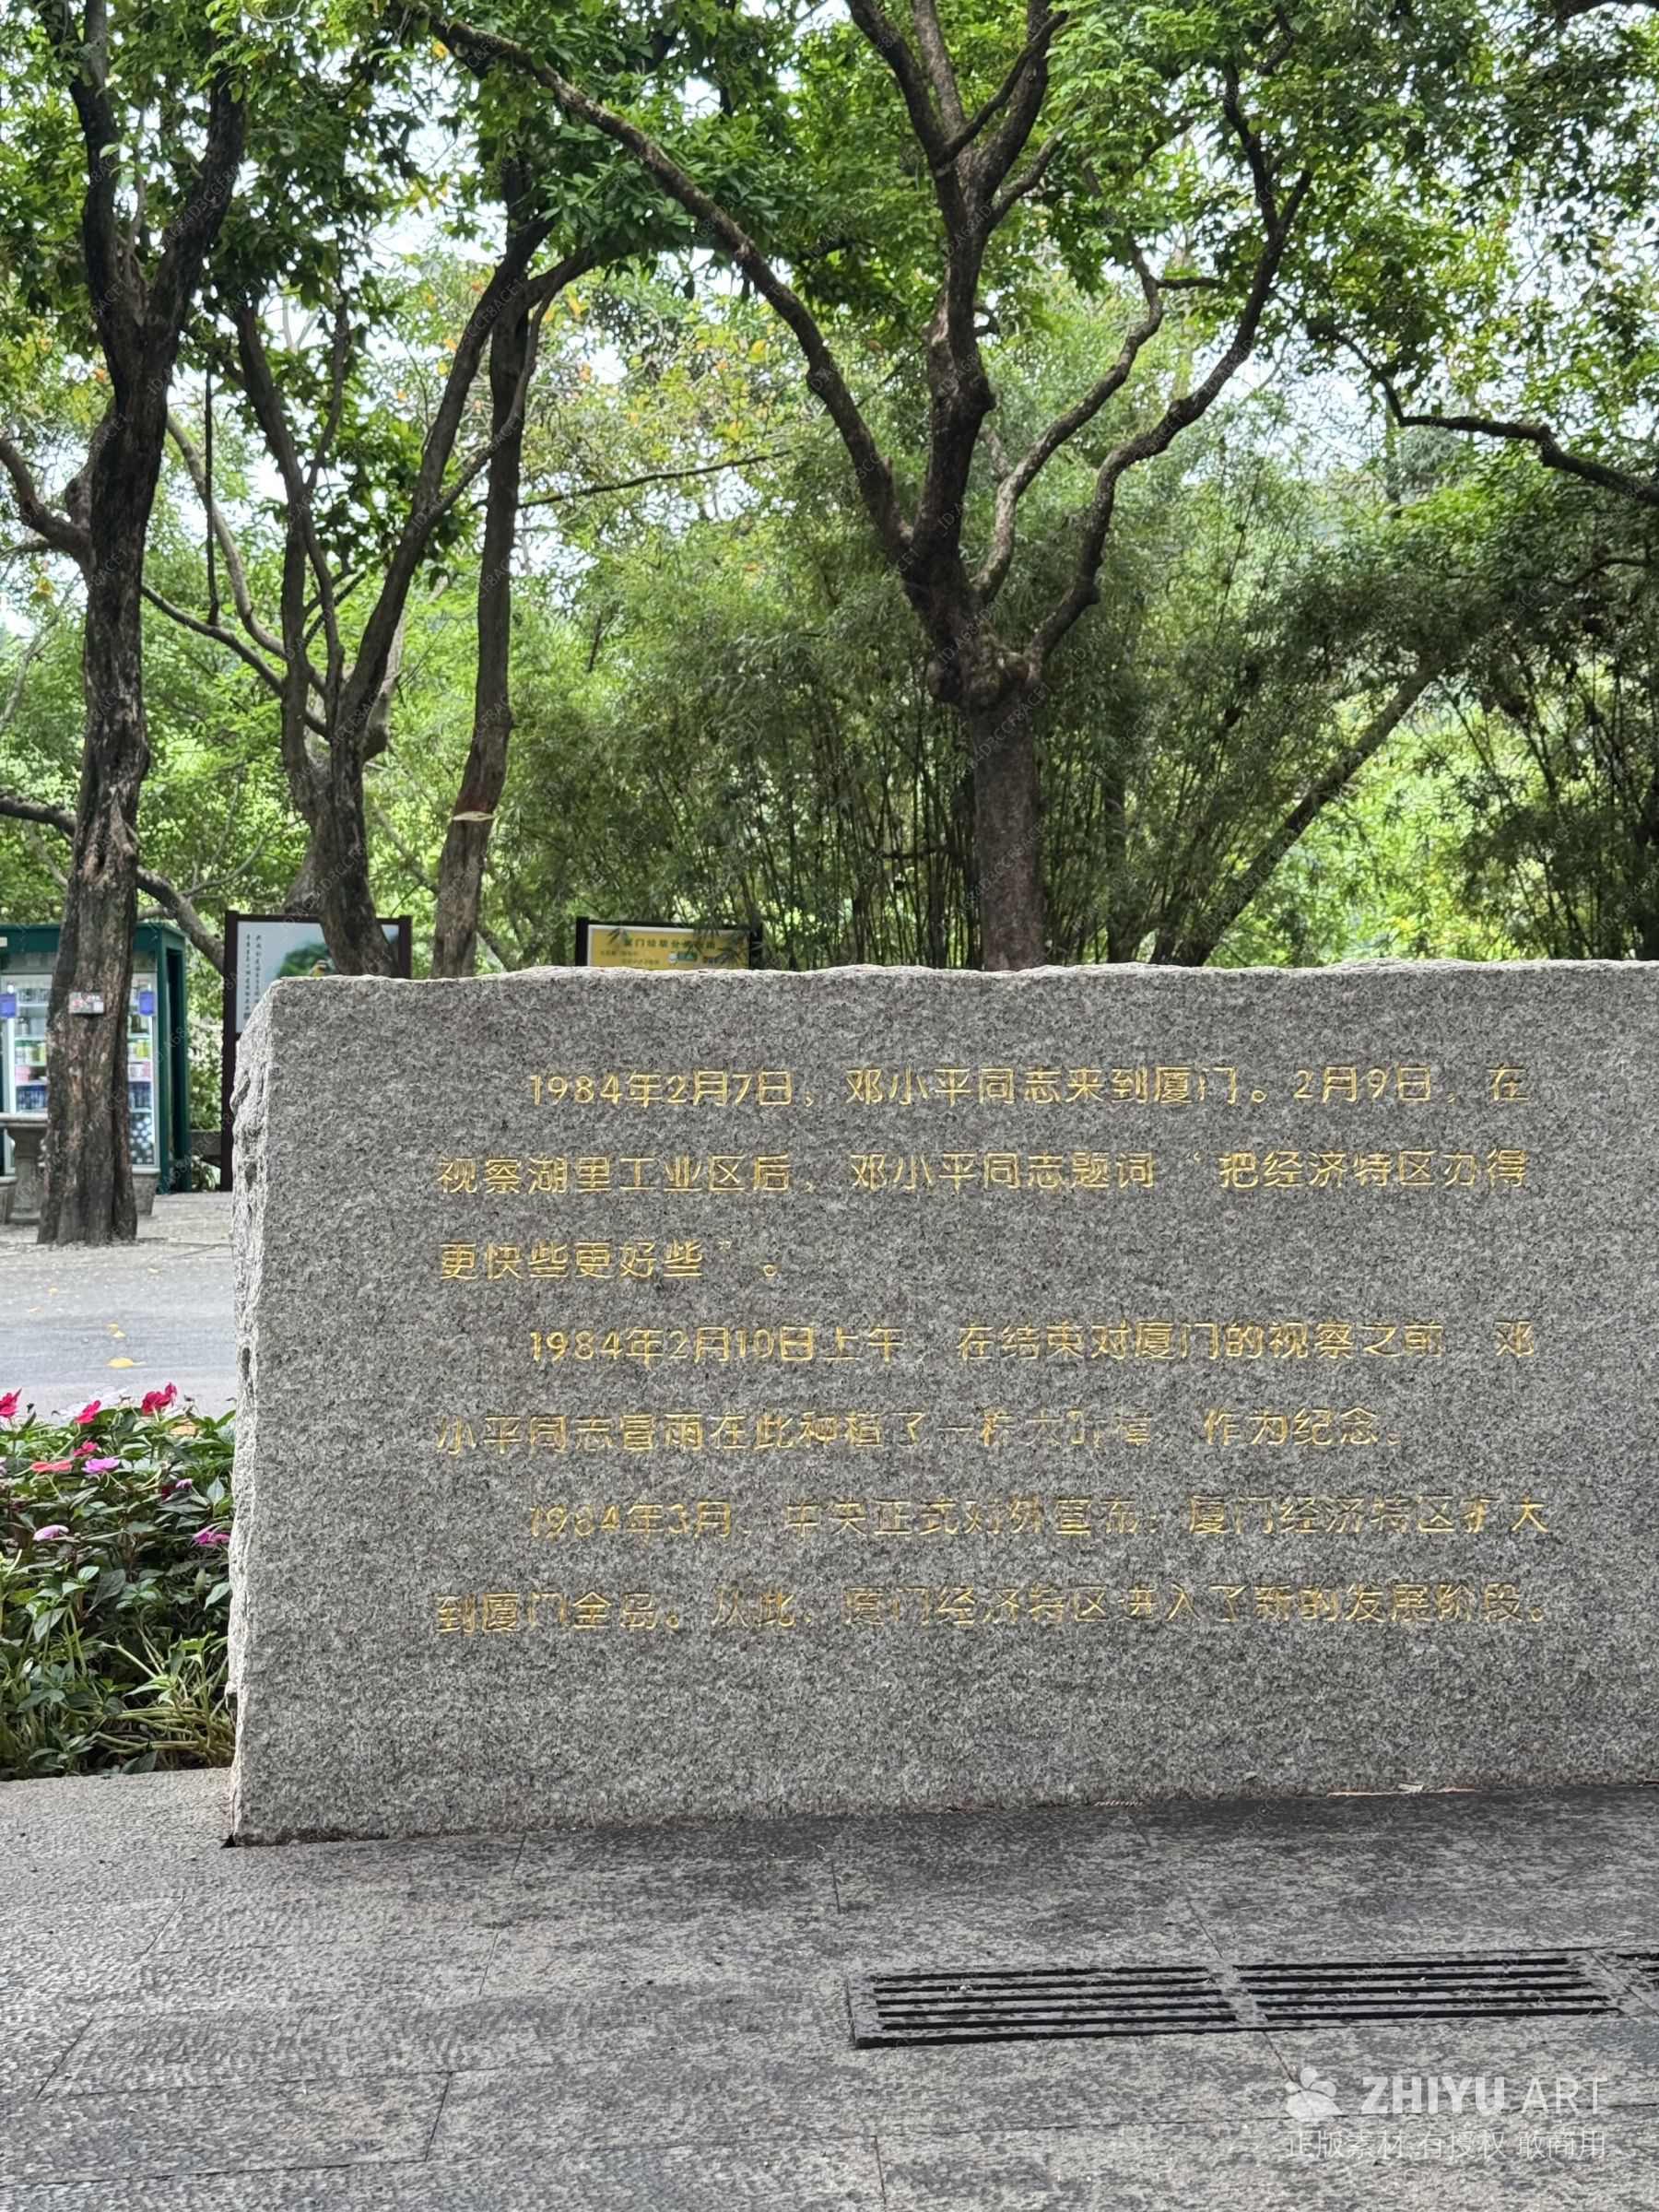 厦门垃圾分类
1984年2月7日，邓小平同志来到厦门。2月9日，在
视察湖里工业区后，邓小平同志题词“把经济特区办得
更快些更好些”。
1984年2月10日上午，在结束对厦门的视察之前 邓
小平同志冒雨在此种植了一株大叶樟，作为纪念。
1984年3月，中央正式对外宣布：厦门经济特区扩大
到厦门全岛。从此，厦门经济特区进入了新的发展阶段。
ZHIYU ART
正版素材 有授权 敢商用